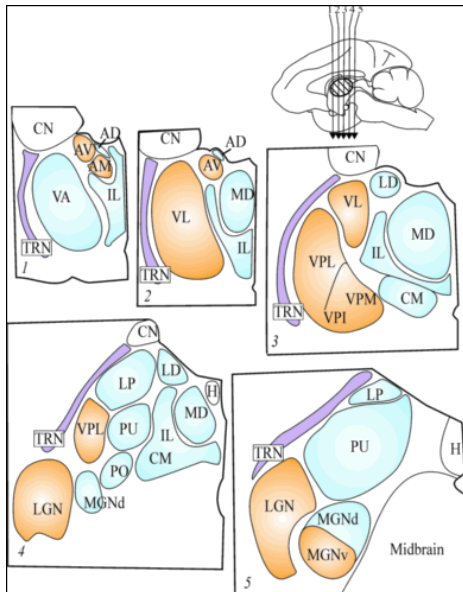 1 2 3 4 5
T
CN
AD
AV
AM
VA
IL
TRN
1
AD
AV
MD
VL
IL
TRN
2
CN
LD
VL
MD
VPL
IL
VPM
CM
VPI
TRN
3
CN
LP
LD
H
MD
VPL
PU
IL
TRN
CM
PO
LGN
MGNd
4
LP
PU
TRN
H
LGN
MGNd
MGNv
Midbrain
5